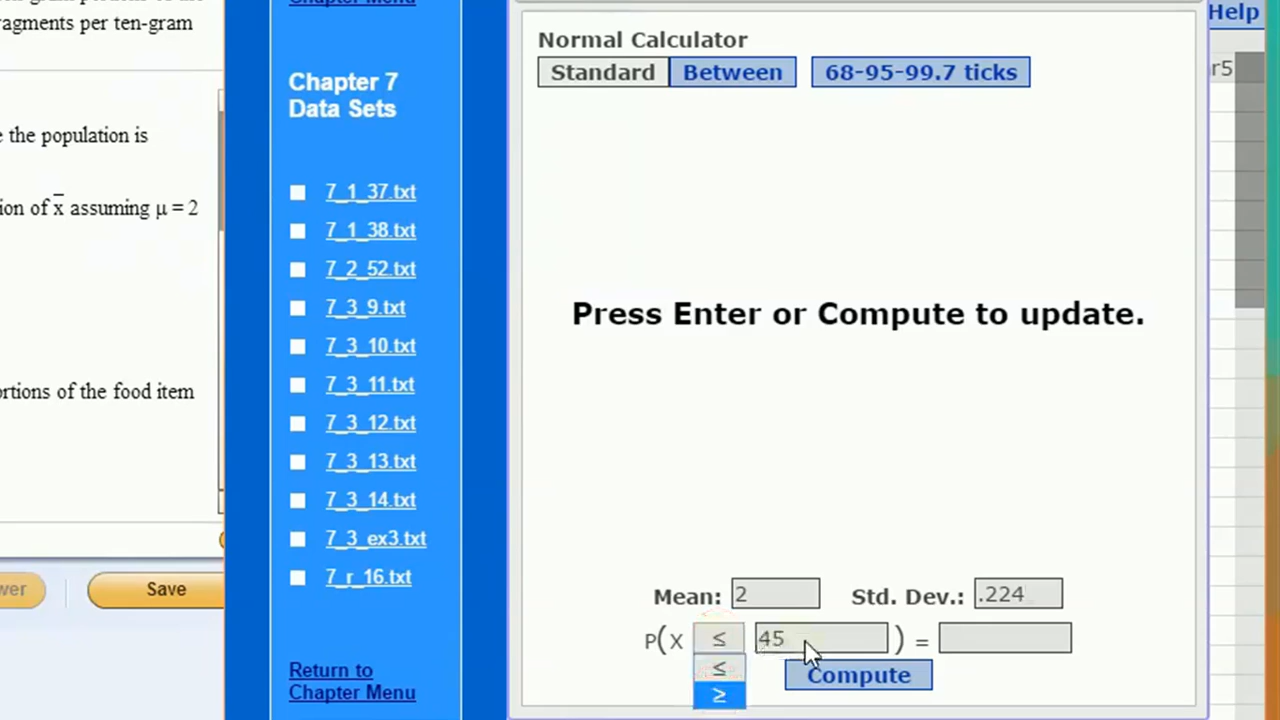 Chapter Menu
ragments per ten-gram
e the population is
ion of x̄ assuming μ = 2
ortions of the food item
wer
Save
Chapter 7
Data Sets
7_1_37.txt
7_1_38.txt
7_2_52.txt
7_3_9.txt
7_3_10.txt
7_3_11.txt
7_3_12.txt
7_3_13.txt
7_3_14.txt
7_3_ex3.txt
7_r_16.txt
Return to
Chapter Menu
Normal Calculator
Standard Between 68-95-99.7 ticks
Press Enter or Compute to update.
Mean: 2 Std. Dev.: .224
P(X ≤ 45 ) =
≤
≥
Compute
Help
r5